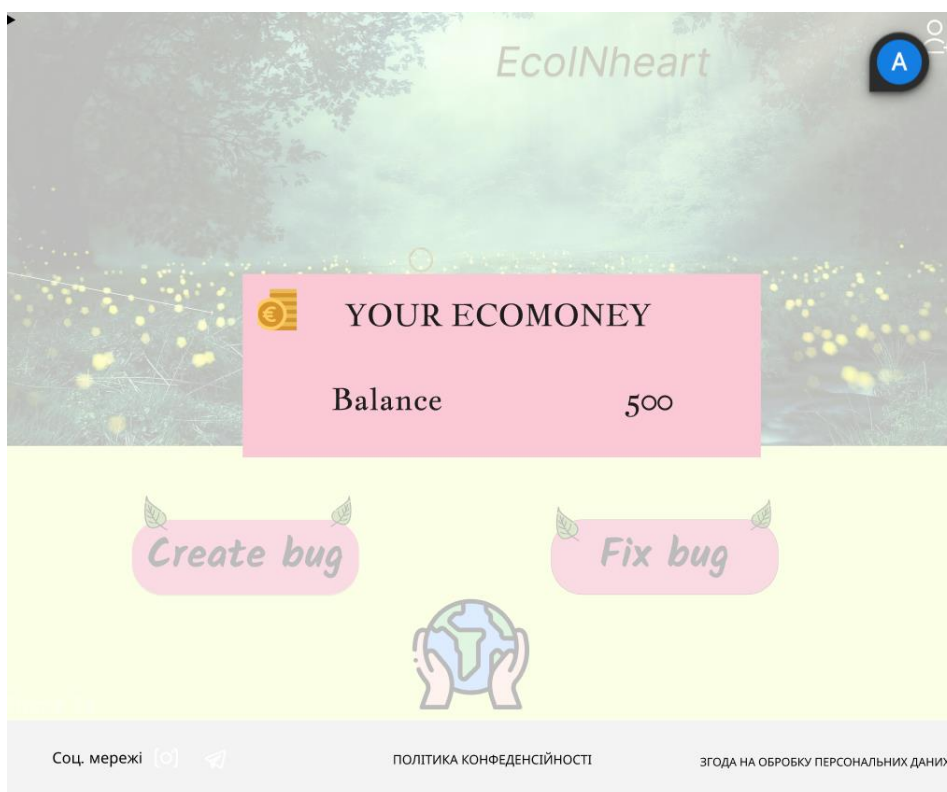 EcoINheart
A
YOUR ECOMONEY
Balance 500
Create bug Fix bug
Соц. мережі ПОЛІТИКА КОНФЕДЕНСІЙНОСТІ ЗГОДА НА ОБРОБКУ ПЕРСОНАЛЬНИХ ДАНИХ